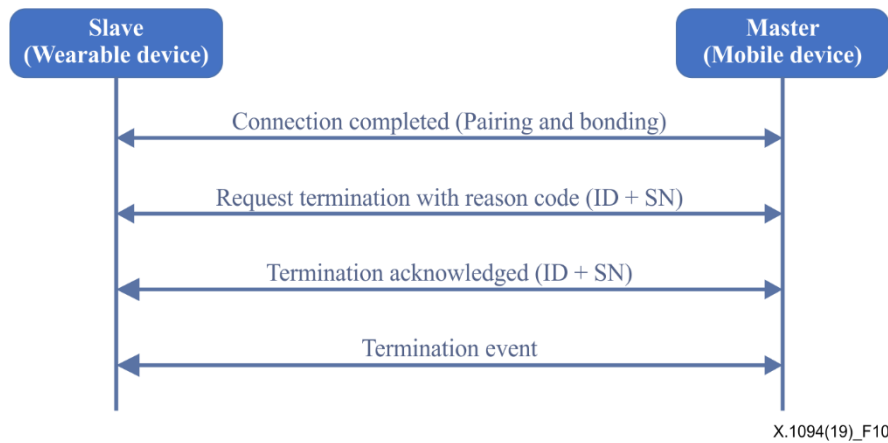 Slave
(Wearable device)
Master
(Mobile device)
Connection completed (Pairing and bonding)
Request termination with reason code (ID + SN)
Termination acknowledged (ID + SN)
Termination event
X.1094(19)_F10